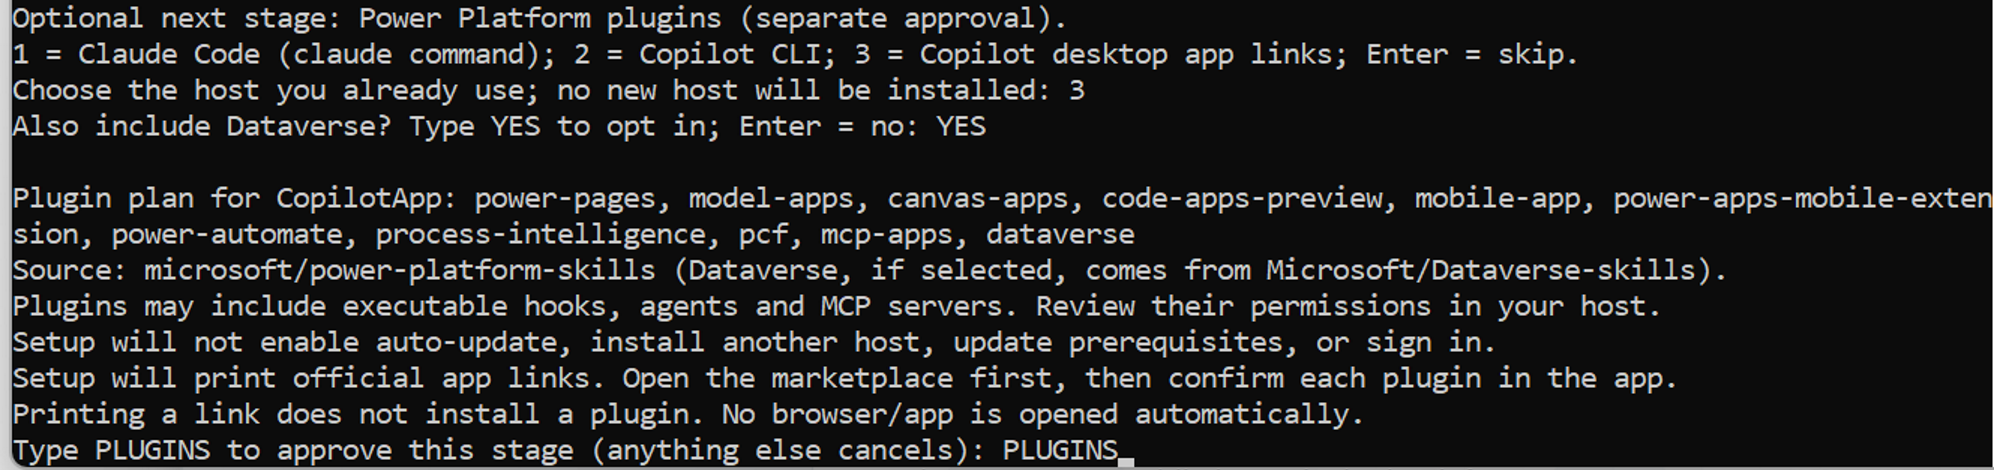 Optional next stage: Power Platform plugins (separate approval).
1 = Claude Code (claude command); 2 = Copilot CLI; 3 = Copilot desktop app links; Enter = skip.
Choose the host you already use; no new host will be installed: 3
Also include Dataverse? Type YES to opt in; Enter = no: YES
Plugin plan for CopilotApp: power-pages, model-apps, canvas-apps, code-apps-preview, mobile-app, power-apps-mobile-exten
sion, power-automate, process-intelligence, pcf, mcp-apps, dataverse
Source: microsoft/power-platform-skills (Dataverse, if selected, comes from Microsoft/Dataverse-skills).
Plugins may include executable hooks, agents and MCP servers. Review their permissions in your host.
Setup will not enable auto-update, install another host, update prerequisites, or sign in.
Setup will print official app links. Open the marketplace first, then confirm each plugin in the app.
Printing a link does not install a plugin. No browser/app is opened automatically.
Type PLUGINS to approve this stage (anything else cancels): PLUGINS